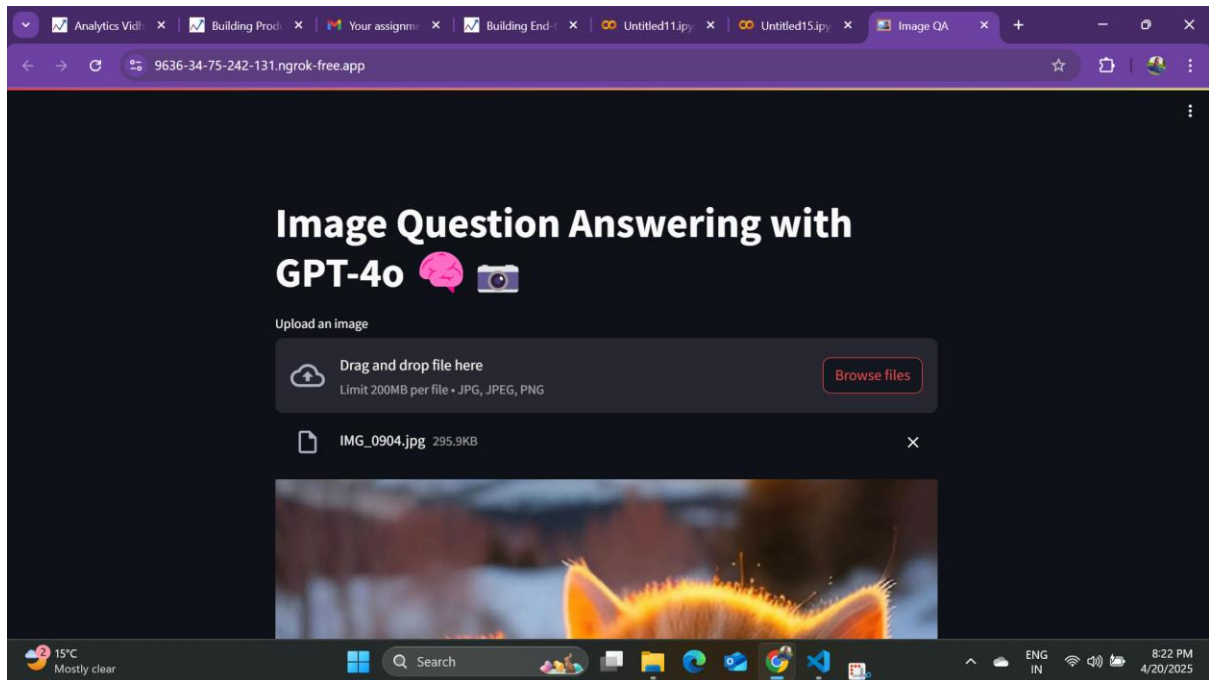 Analytics Vidh
Building Produ
Your assignme
Building End-t
Untitled11.ipy
Untitled15.ipy
Image QA
9636-34-75-242-131.ngrok-free.app
Image Question Answering with
GPT-4o
Upload an image
Drag and drop file here
Limit 200MB per file • JPG, JPEG, PNG
Browse files
IMG_0904.jpg 295.9KB
2
15°C
Mostly clear
Search
ENG
IN
8:22 PM
4/20/2025